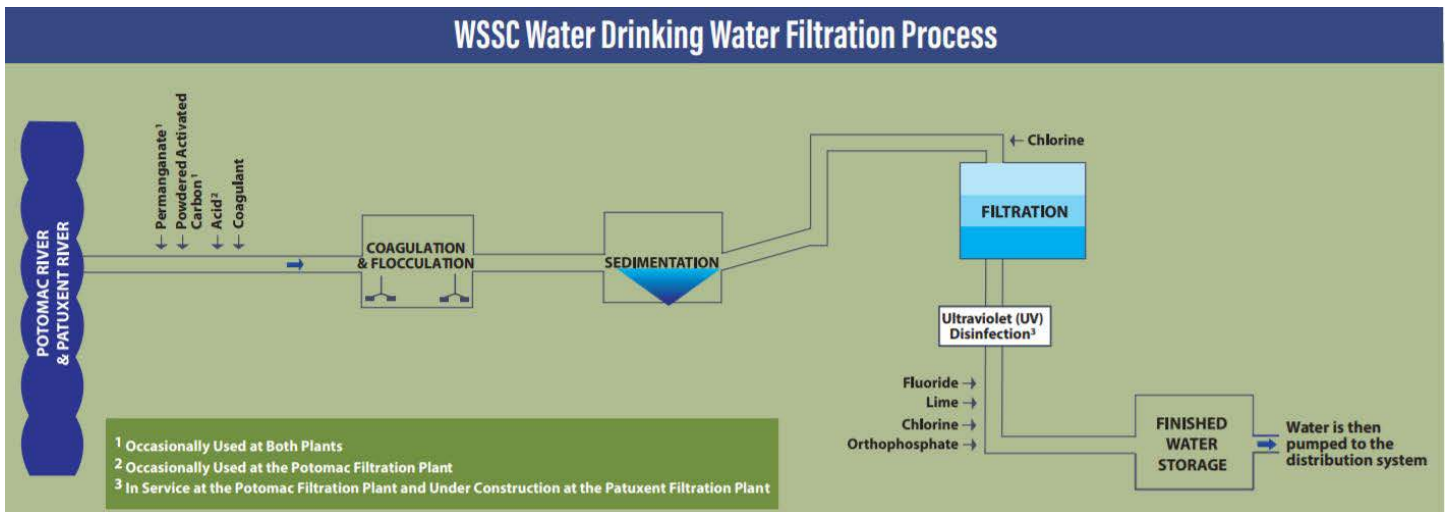 WSSC Water Drinking Water Filtration Process
POTOMAC RIVER
& PATUXENT RIVER
Permanganate¹
Powdered Activated
Carbon¹
Acid²
Coagulant
COAGULATION
& FLOCCULATION
SEDIMENTATION
Chlorine
FILTRATION
Ultraviolet (UV)
Disinfection³
Fluoride
Lime
Chlorine
Orthophosphate
FINISHED
WATER
STORAGE
Water is then
pumped to the
distribution system
¹ Occasionally Used at Both Plants
² Occasionally Used at the Potomac Filtration Plant
³ In Service at the Potomac Filtration Plant and Under Construction at the Patuxent Filtration Plant